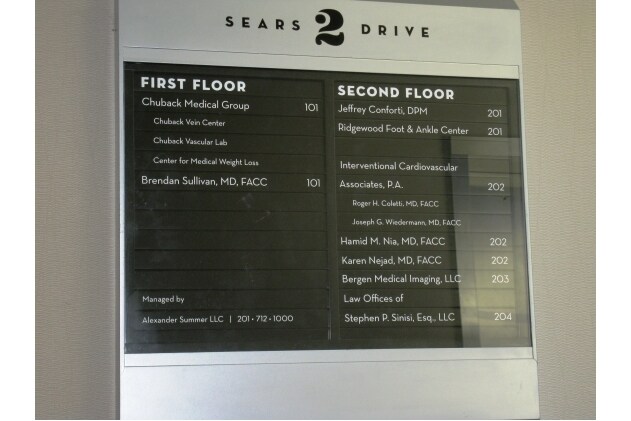 SEARS 2 DRIVE
FIRST FLOOR
Chuback Medical Group 101
Chuback Vein Center
Chuback Vascular Lab
Center for Medical Weight Loss
Brendan Sullivan, MD, FACC 101
Managed by
Alexander Summer LLC | 201 • 712 • 1000
SECOND FLOOR
Jeffrey Conforti, DPM 201
Ridgewood Foot & Ankle Center 201
Interventional Cardiovascular
Associates, P.A. 202
Roger H. Coletti, MD, FACC
Joseph G. Wiedermann, MD, FACC
Hamid M. Nia, MD, FACC 202
Karen Nejad, MD, FACC 202
Bergen Medical Imaging, LLC 203
Law Offices of
Stephen P. Sinisi, Esq., LLC 204